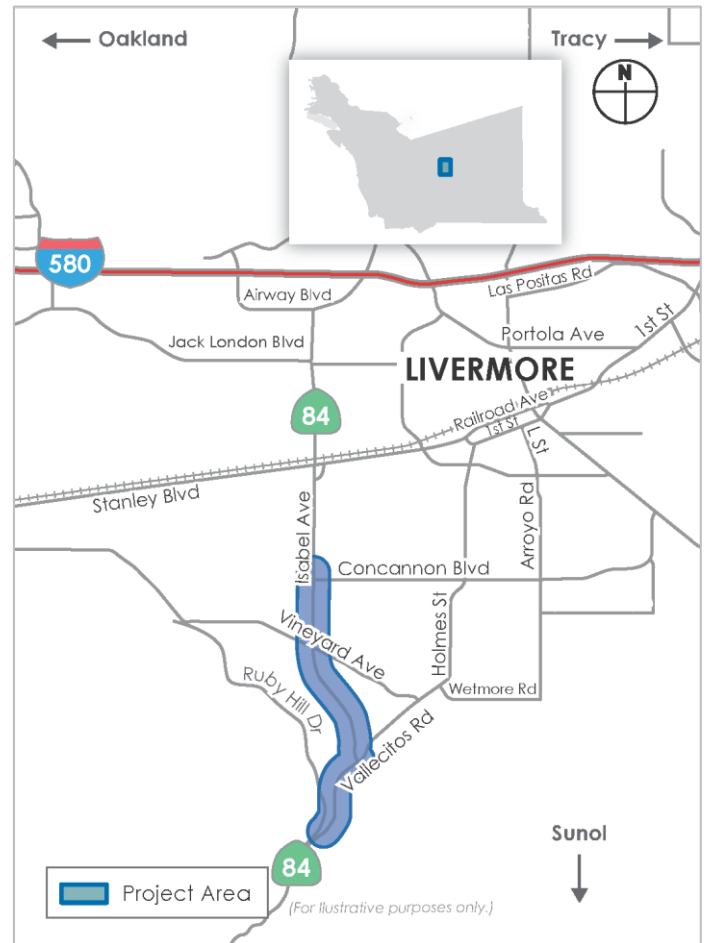 Oakland
Tracy
N
580
Airway Blvd
Las Positas Rd
Jack London Blvd
Portola Ave
1st St
LIVERMORE
84
Railroad Ave
1st St
L St
Stanley Blvd
Isabel Ave
Arroyo Rd
Concannon Blvd
Vineyard Ave
Holmes St
Ruby Hill Dr
Wetmore Rd
Vallecitos Rd
Sunol
84
Project Area
(For Ilustrative purposes only.)